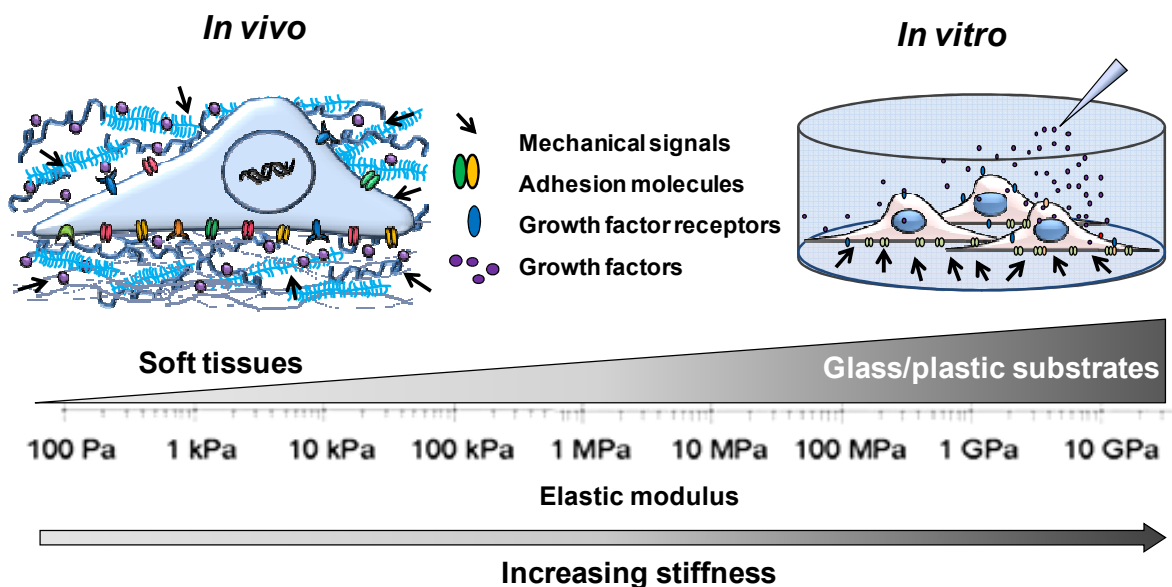 In vivo
In vitro
Mechanical signals
Adhesion molecules
Growth factor receptors
Growth factors
Soft tissues
Glass/plastic substrates
100 Pa 1 kPa 10 kPa 100 kPa 1 MPa 10 MPa 100 MPa 1 GPa 10 GPa
Elastic modulus
Increasing stiffness